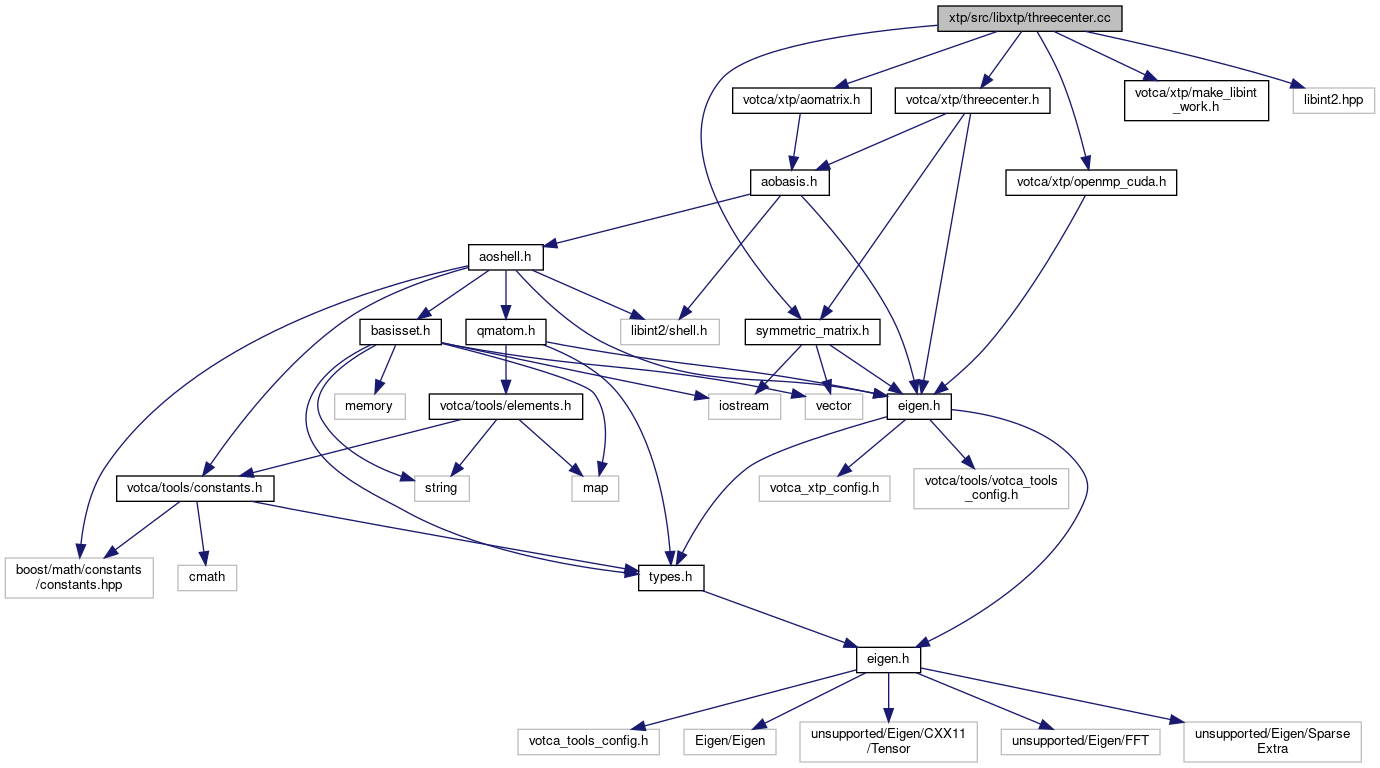 xtp/src/libxtp/threecenter.cc
votca/xtp/aomatrix.h
votca/xtp/threecenter.h
votca/xtp/make_libint
_work.h
libint2.hpp
aobasis.h
votca/xtp/openmp_cuda.h
aoshell.h
basisset.h
qmatom.h
libint2/shell.h
symmetric_matrix.h
memory
votca/tools/elements.h
iostream
vector
eigen.h
votca/tools/constants.h
string
map
votca_xtp_config.h
votca/tools/votca_tools
_config.h
boost/math/constants
/constants.hpp
cmath
types.h
eigen.h
votca_tools_config.h
Eigen/Eigen
unsupported/Eigen/CXX11
/Tensor
unsupported/Eigen/FFT
unsupported/Eigen/Sparse
Extra